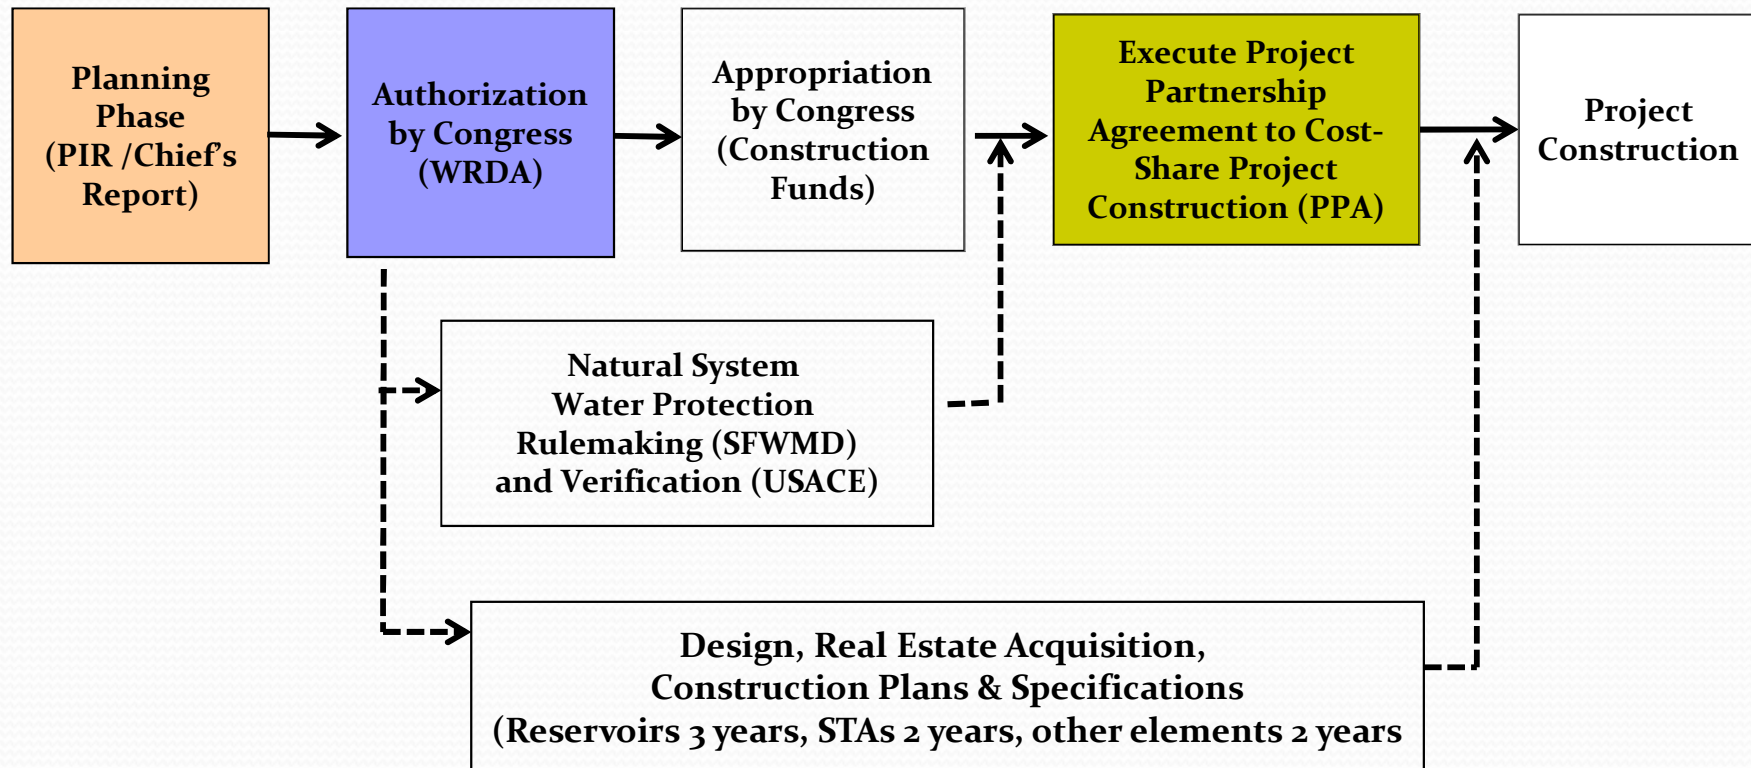 Planning
Phase
(PIR /Chief’s
Report)
Authorization
by Congress
(WRDA)
Appropriation
by Congress
(Construction
Funds)
Execute Project
Partnership
Agreement to Cost-
Share Project
Construction (PPA)
Project
Construction
Natural System
Water Protection
Rulemaking (SFWMD)
and Verification (USACE)
Design, Real Estate Acquisition,
Construction Plans & Specifications
(Reservoirs 3 years, STAs 2 years, other elements 2 years